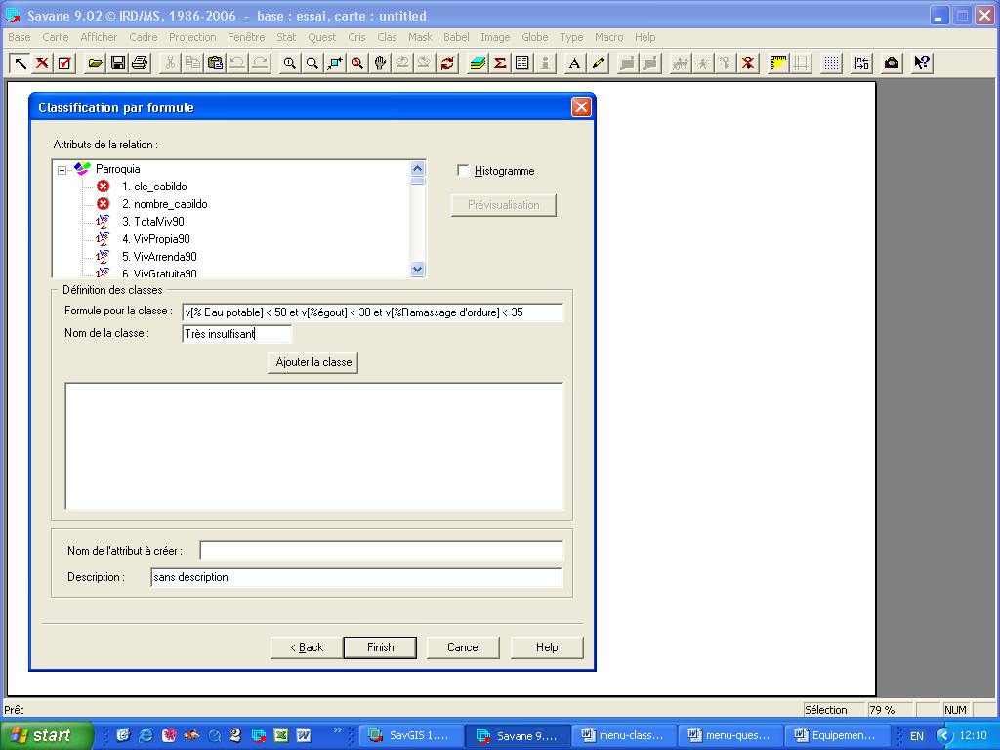 Savane 9.02 © IRD/MS, 1986-2006 - base : essai, carte : untitled
Base Carte Afficher Cadre Projection Fenêtre Stat Quest Cris Clas Mask Babel Image Globe Type Macro Help
Classification par formule
Attributs de la relation :
Parroquia
1. cle_cabildo
2. nombre_cabildo
3. TotalViv90
4. VivPropia90
5. VivArrenda90
6. VivGratuita90
Histogramme
Prévisualisation
Définition des classes
Formule pour la classe : v[% Eau potable] < 50 et v[%égout] < 30 et v[%Ramassage d'ordure] < 35
Nom de la classe : Très insuffisant
Ajouter la classe
Nom de l'attribut à créer :
Description : sans description
< Back Finish Cancel Help
Prêt Sélection 79 % NUM
start SavGIS 1.... Savane 9.... menu-class... menu-ques... Equipemen... EN 12:10